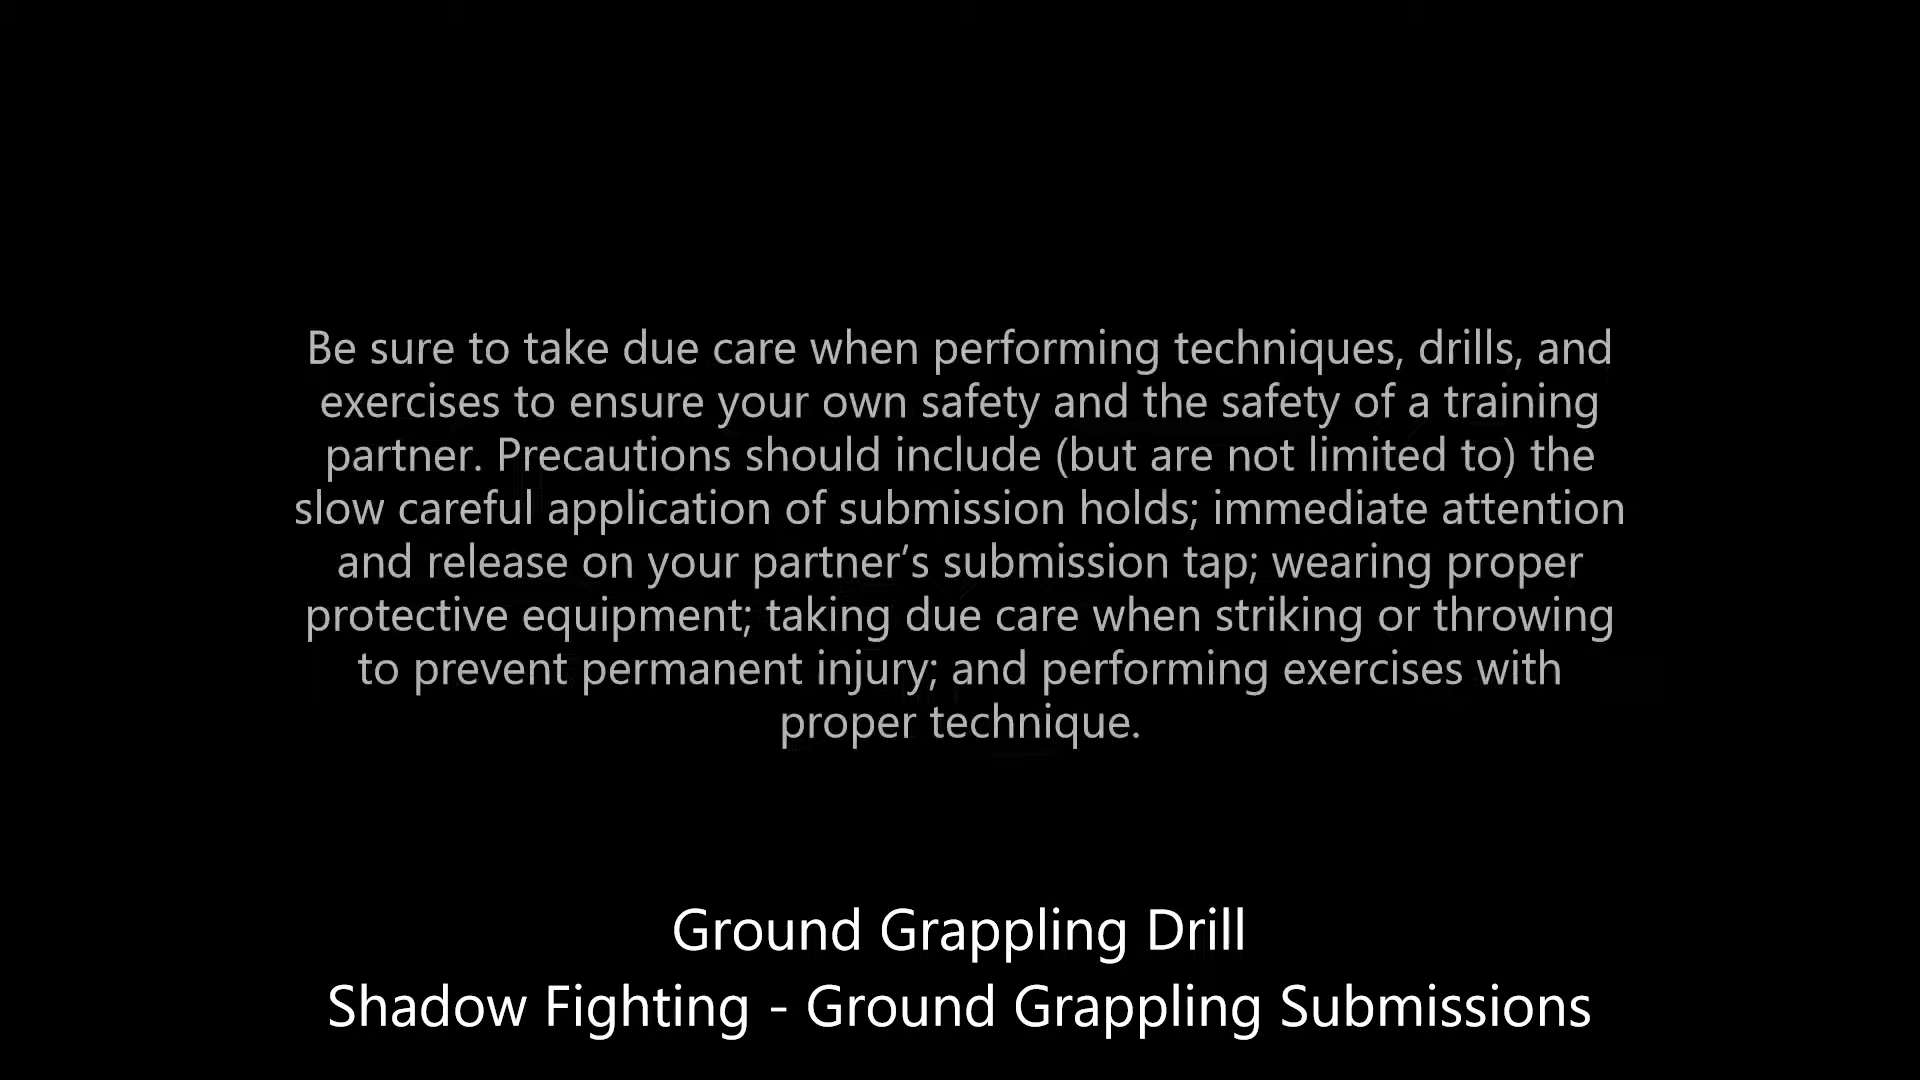 Be sure to take due care when performing techniques, drills, and
exercises to ensure your own safety and the safety of a training
partner. Precautions should include (but are not limited to) the
slow careful application of submission holds; immediate attention
and release on your partner’s submission tap; wearing proper
protective equipment; taking due care when striking or throwing
to prevent permanent injury; and performing exercises with
proper technique.
Ground Grappling Drill
Shadow Fighting - Ground Grappling Submissions